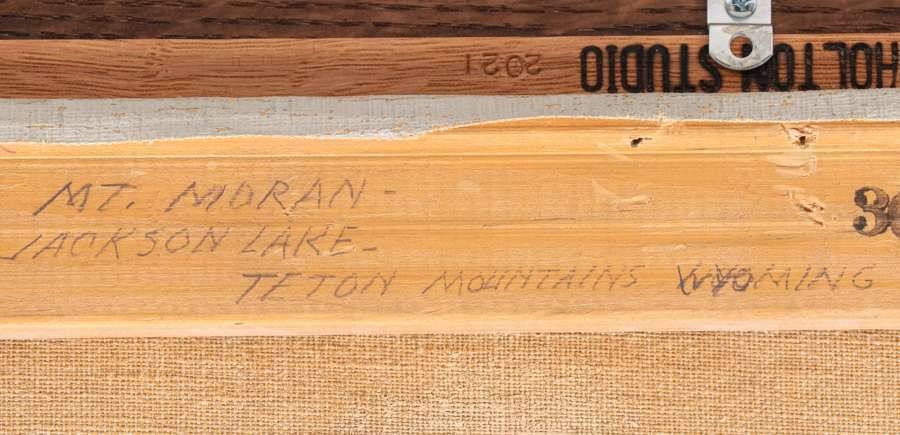 HOLTON STUDIO
2021
MT. MORAN-
JACKSON LAKE-
TETON MOUNTAINS WYOMING